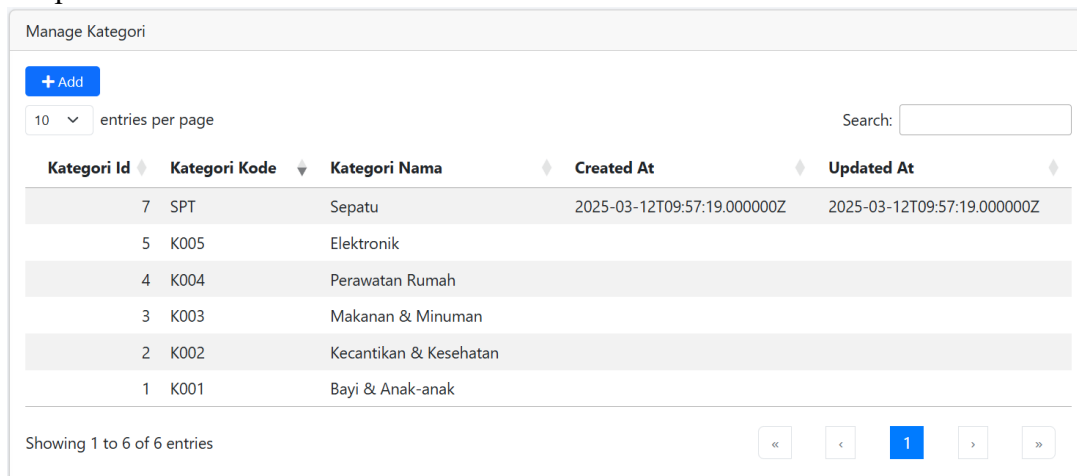 Manage Kategori
+ Add
10 entries per page Search:
Kategori Id Kategori Kode Kategori Nama Created At Updated At
7 SPT Sepatu 2025-03-12T09:57:19.000000Z 2025-03-12T09:57:19.000000Z
5 K005 Elektronik
4 K004 Perawatan Rumah
3 K003 Makanan & Minuman
2 K002 Kecantikan & Kesehatan
1 K001 Bayi & Anak-anak
Showing 1 to 6 of 6 entries « ‹ 1 › »